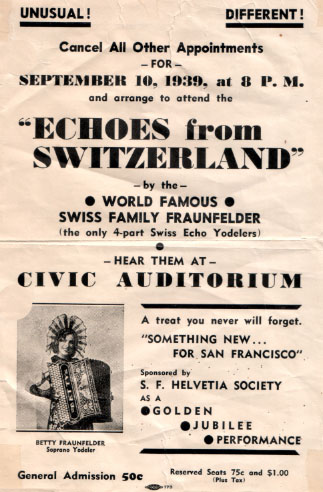 UNUSUAL! DIFFERENT!
Cancel All Other Appointments
— FOR —
SEPTEMBER 10, 1939, at 8 P. M.
and arrange to attend the
“ECHOES from
SWITZERLAND”
— by the —
● WORLD FAMOUS ●
SWISS FAMILY FRAUNFELDER
(the only 4-part Swiss Echo Yodelers)
●
— HEAR THEM AT —
CIVIC AUDITORIUM
A treat you never will forget.
"SOMETHING NEW...
FOR SAN FRANCISCO"
Sponsored by
S. F. HELVETIA SOCIETY
AS A
●GOLDEN
●JUBILEE
●PERFORMANCE
BETTY FRAUNFELDER
Soprano Yodeler
General Admission 50c
Reserved Seats 75c and $1.00
(Plus Tax)